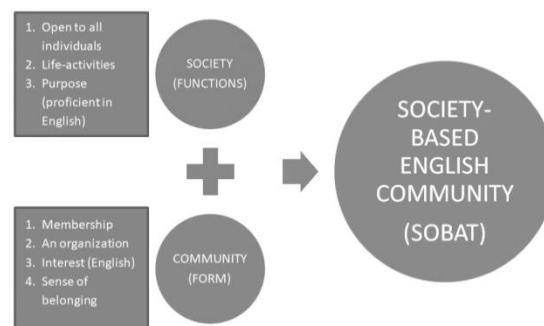 1. Open to all
individuals
2. Life-activities
3. Purpose
(proficient in
English)
SOCIETY
(FUNCTIONS)
1. Membership
2. An organization
3. Interest (English)
4. Sense of
belonging
COMMUNITY
(FORM)
SOCIETY-
BASED
ENGLISH
COMMUNITY
(SOBAT)